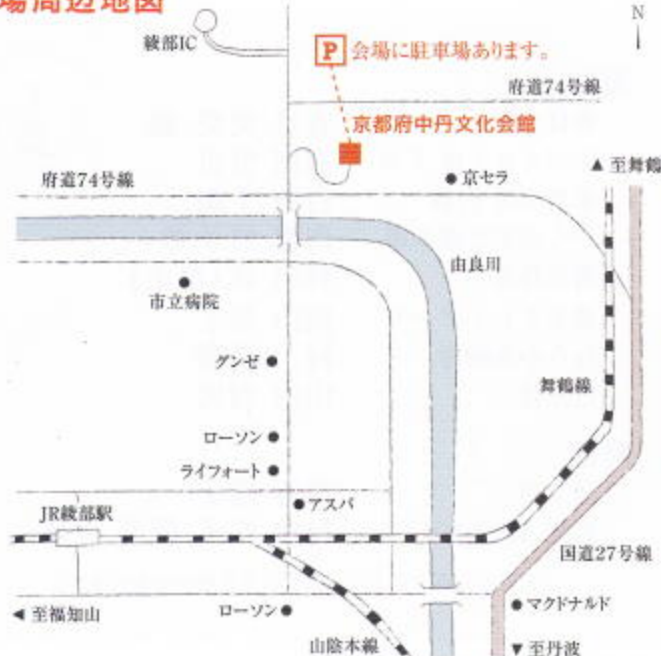 場周辺地図
N
綾部IC
P 会場に駐車場あります。
府道74号線
京都府中丹文化会館
▲ 至舞鶴
府道74号線
京セラ
由良川
市立病院
グンゼ
舞鶴線
ローソン
ライフォート
アスパ
JR綾部駅
国道27号線
◀ 至福知山
ローソン
マクドナルド
山陰本線
▼ 至丹波